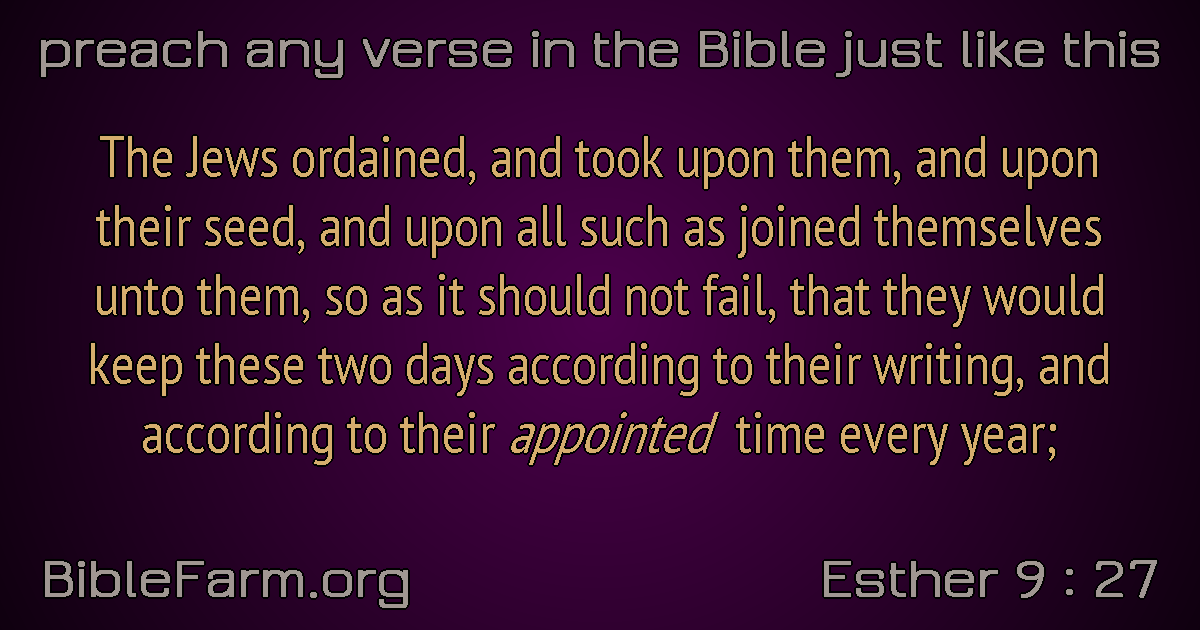 preach any verse in the Bible just like this
The Jews ordained, and took upon them, and upon
their seed, and upon all such as joined themselves
unto them, so as it should not fail, that they would
keep these two days according to their writing, and
according to their appointed time every year;
BibleFarm.org
Esther 9 : 27